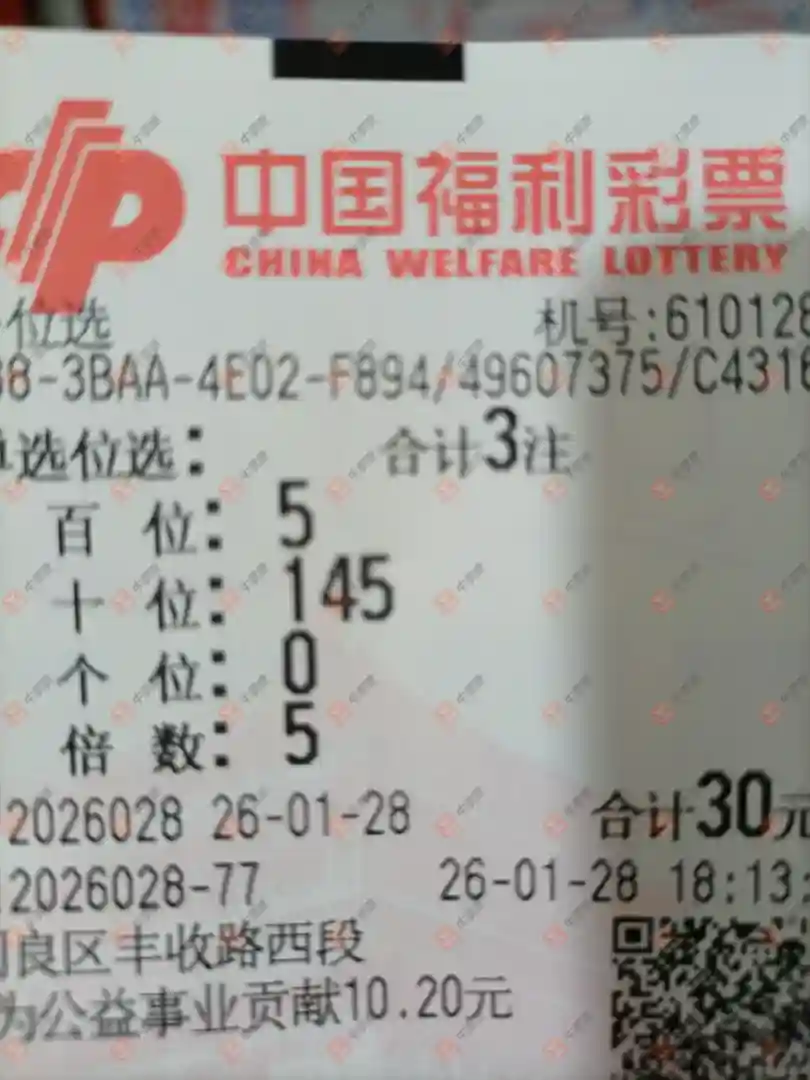 中国福利彩票
CHINA WELFARE LOTTERY
位选 机号:610128
8-3BAA-4E02-F894/49607375/C4316
选位选: 合计3注
百 位: 5
十 位: 145
个 位: 0
倍 数: 5
2026028 26-01-28 合计30元
2026028-77 26-01-28 18:13:
良区丰收路西段
为公益事业贡献10.20元